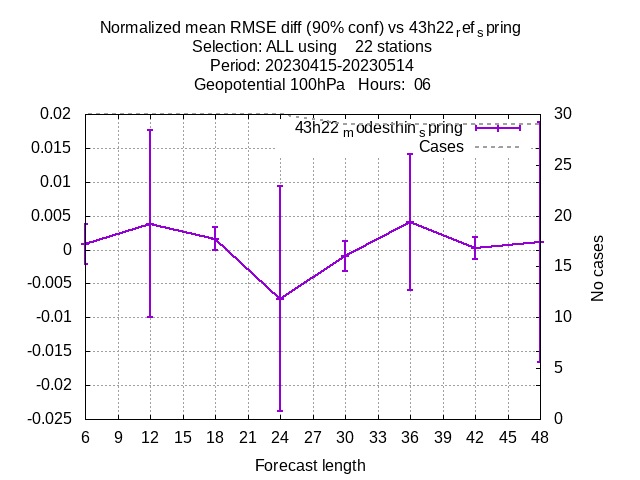 Normalized mean RMSE diff (90% conf) vs 43h22refspring
Selection: ALL using 22 stations
Period: 20230415-20230514
Geopotential 100hPa Hours: 06
43h22modesthinspring
Cases
0.02
0.015
0.01
0.005
0
-0.005
-0.01
-0.015
-0.02
-0.025
30
25
20
15
10
5
0
No cases
6 9 12 15 18 21 24 27 30 33 36 39 42 45 48
Forecast length